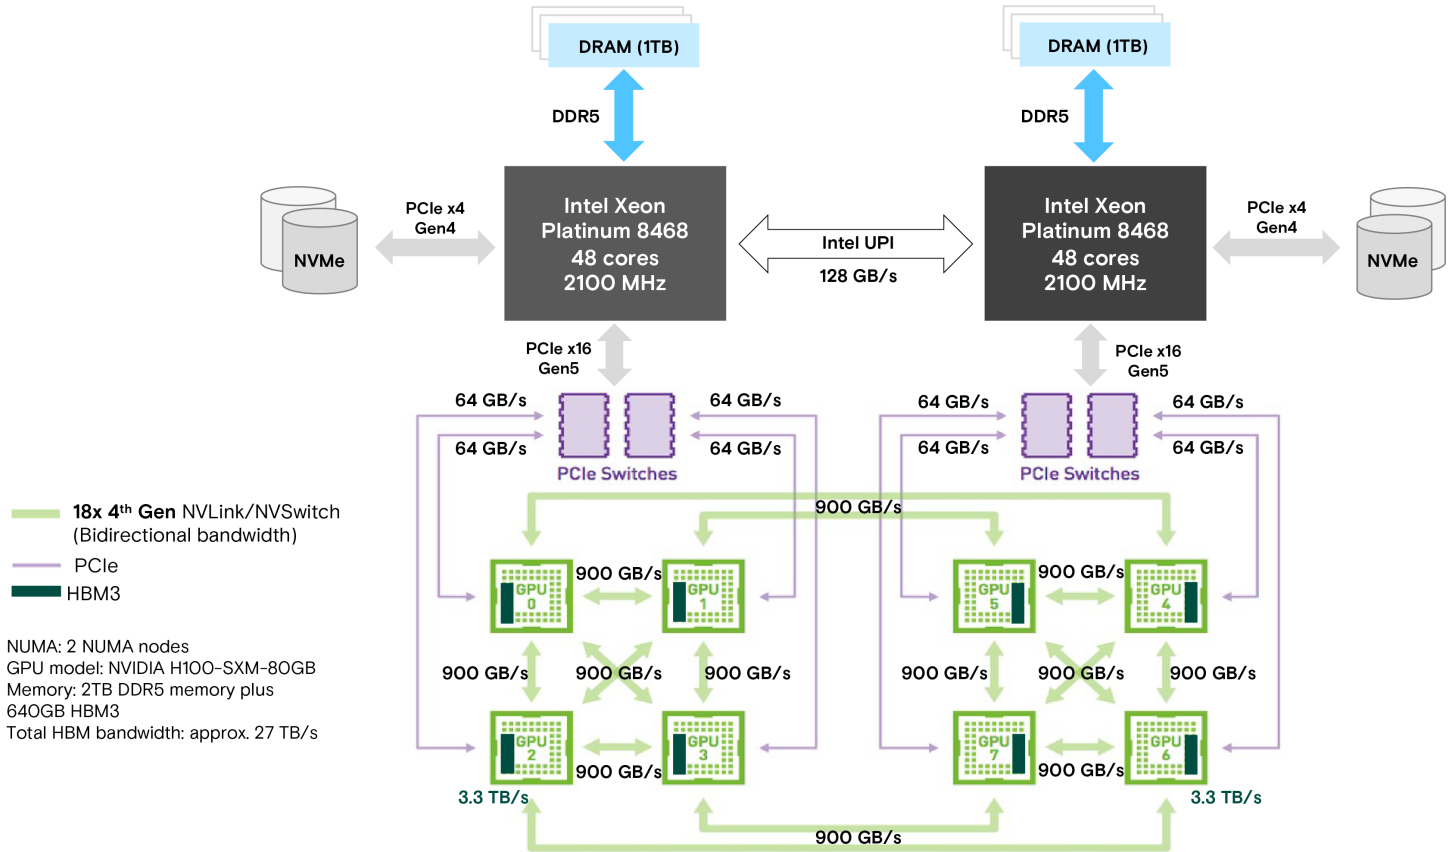 DRAM (1TB)
DRAM (1TB)
DDR5
DDR5
NVMe
PCIe x4
Gen4
Intel Xeon
Platinum 8468
48 cores
2100 MHz
Intel UPI
128 GB/s
Intel Xeon
Platinum 8468
48 cores
2100 MHz
PCIe x4
Gen4
NVMe
PCIe x16
Gen5
PCIe x16
Gen5
64 GB/s
64 GB/s
64 GB/s
64 GB/s
64 GB/s
64 GB/s
64 GB/s
64 GB/s
PCIe Switches
PCIe Switches
18x 4th Gen NVLink/NVSwitch
(Bidirectional bandwidth)
PCIe
HBM3
NUMA: 2 NUMA nodes
GPU model: NVIDIA H100-SXM-80GB
Memory: 2TB DDR5 memory plus
640GB HBM3
Total HBM bandwidth: approx. 27 TB/s
900 GB/s
GPU
0
900 GB/s
GPU
1
GPU
5
900 GB/s
GPU
4
900 GB/s
900 GB/s
900 GB/s
900 GB/s
900 GB/s
900 GB/s
GPU
2
900 GB/s
GPU
3
GPU
7
900 GB/s
GPU
6
3.3 TB/s
3.3 TB/s
900 GB/s